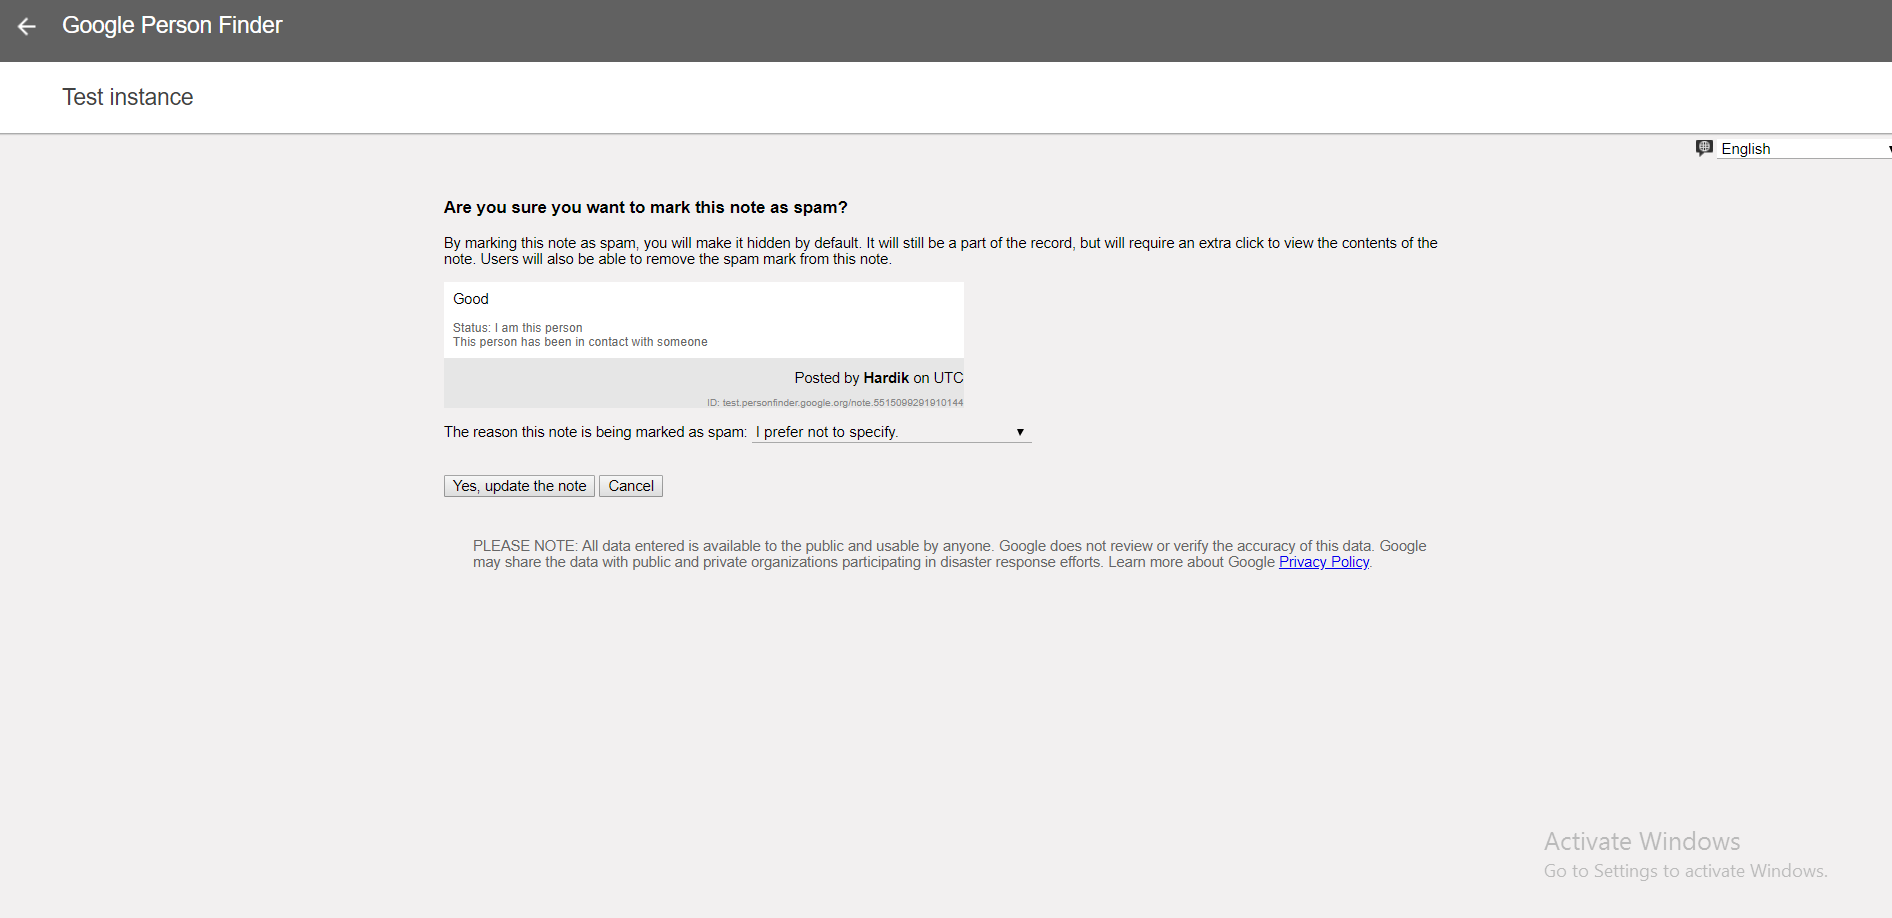 Google Person Finder
Test instance
English
Are you sure you want to mark this note as spam?
By marking this note as spam, you will make it hidden by default. It will still be a part of the record, but will require an extra click to view the contents of the
note. Users will also be able to remove the spam mark from this note.
Good
Status: I am this person
This person has been in contact with someone
Posted by Hardik on UTC
ID: test.personfinder.google.org/note.5515099291910144
The reason this note is being marked as spam: I prefer not to specify.
Yes, update the note Cancel
PLEASE NOTE: All data entered is available to the public and usable by anyone. Google does not review or verify the accuracy of this data. Google
may share the data with public and private organizations participating in disaster response efforts. Learn more about Google Privacy Policy.
Activate Windows
Go to Settings to activate Windows.